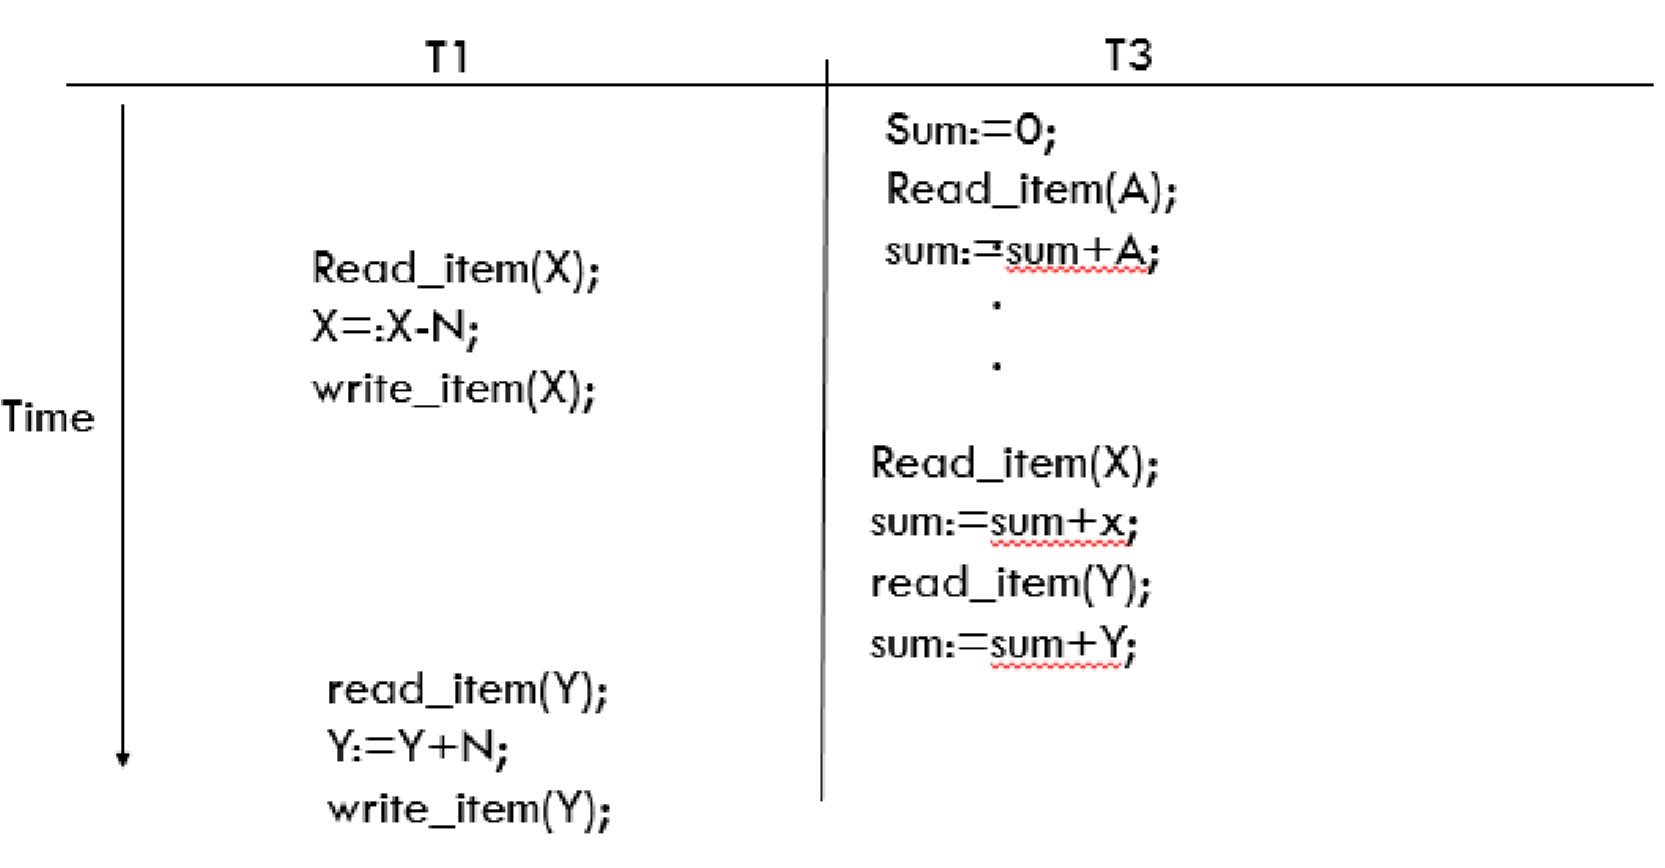 T1
T3
Sum:=0;
Read_item(A);
sum:=sum+A;
.
.
Read_item(X);
X=:X-N;
write_item(X);
Time
Read_item(X);
sum:=sum+x;
read_item(Y);
sum:=sum+Y;
read_item(Y);
Y:=Y+N;
write_item(Y);